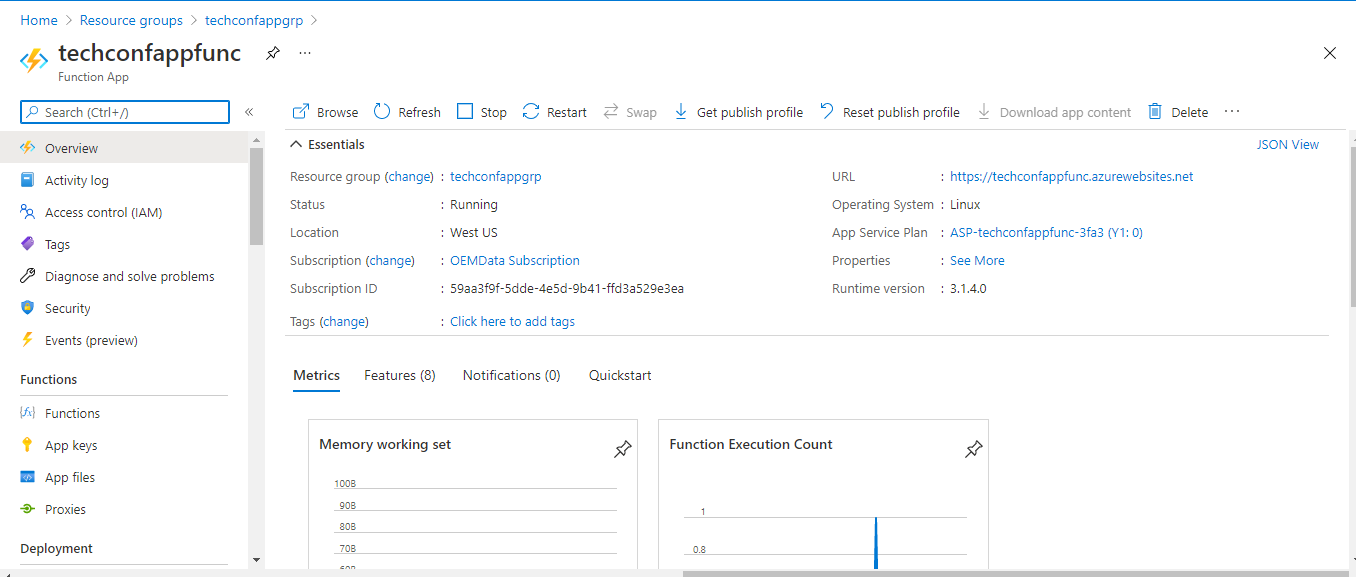 Home > Resource groups > techconfappgrp >
techconfappfunc
Function App
Search (Ctrl+/)
Overview
Activity log
Access control (IAM)
Tags
Diagnose and solve problems
Security
Events (preview)
Functions
Functions
App keys
App files
Proxies
Deployment
Browse Refresh Stop Restart Swap Get publish profile Reset publish profile Download app content Delete
Essentials JSON View
Resource group (change) : techconfappgrp
Status : Running
Location : West US
Subscription (change) : OEMData Subscription
Subscription ID : 59aa3f9f-5dde-4e5d-9b41-ffd3a529e3ea
Tags (change) : Click here to add tags
URL : https://techconfappfunc.azurewebsites.net
Operating System : Linux
App Service Plan : ASP-techconfappfunc-3fa3 (Y1: 0)
Properties : See More
Runtime version : 3.1.4.0
Metrics Features (8) Notifications (0) Quickstart
Memory working set
100B
90B
80B
70B
60B
Function Execution Count
1
0.8